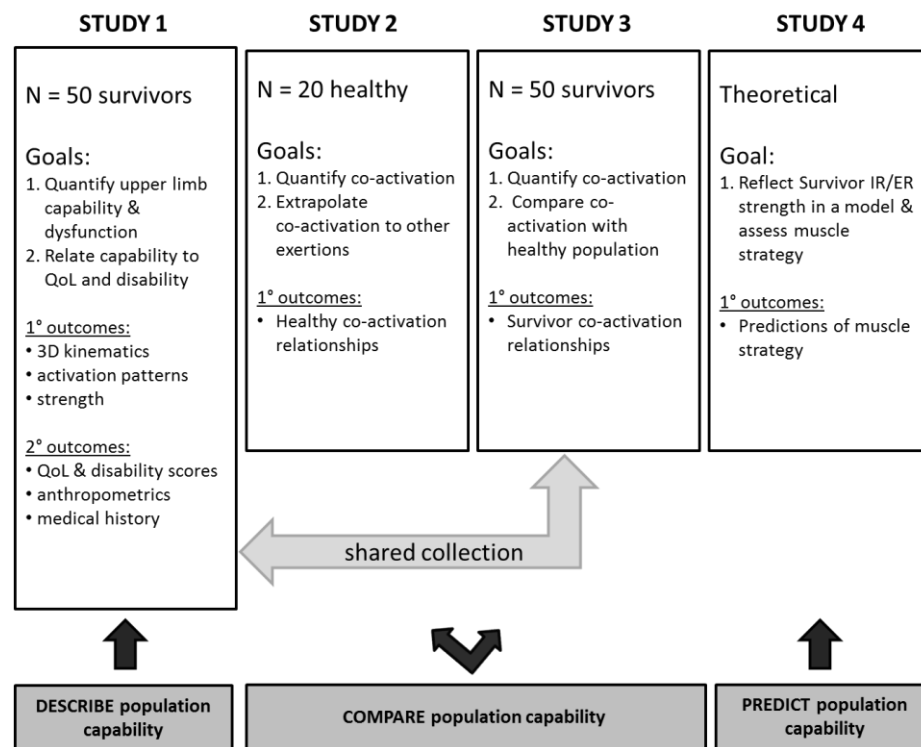 STUDY 1
N = 50 survivors
Goals:
1. Quantify upper limb
capability &
dysfunction
2. Relate capability to
QoL and disability
1° outcomes:
• 3D kinematics
• activation patterns
• strength
2° outcomes:
• QoL & disability scores
• anthropometrics
• medical history
STUDY 2
N = 20 healthy
Goals:
1. Quantify co-activation
2. Extrapolate
co-activation to other
exertions
1° outcomes:
• Healthy co-activation
relationships
STUDY 3
N = 50 survivors
Goals:
1. Quantify co-activation
2. Compare co-
activation with
healthy population
1° outcomes:
• Survivor co-activation
relationships
STUDY 4
Theoretical
Goal:
1. Reflect Survivor IR/ER
strength in a model &
assess muscle
strategy
1° outcomes:
• Predictions of muscle
strategy
shared collection
DESCRIBE population
capability
COMPARE population capability
PREDICT population
capability